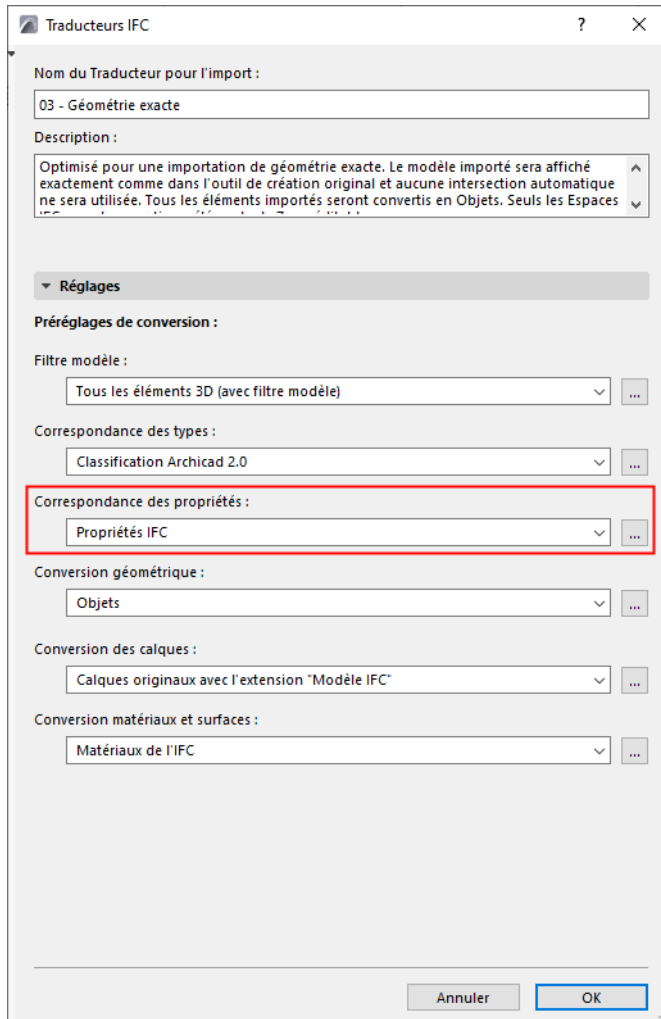 Traducteurs IFC
?
Nom du Traducteur pour l'import :
03 - Géométrie exacte
Description :
Optimisé pour une importation de géométrie exacte. Le modèle importé sera affiché
exactement comme dans l'outil de création original et aucune intersection automatique
ne sera utilisée. Tous les éléments importés seront convertis en Objets. Seuls les Espaces
Réglages
Préréglages de conversion :
Filtre modèle :
Tous les éléments 3D (avec filtre modèle)
...
Correspondance des types :
Classification Archicad 2.0
...
Correspondance des propriétés :
Propriétés IFC
...
Conversion géométrique :
Objets
...
Conversion des calques :
Calques originaux avec l'extension "Modèle IFC"
...
Conversion matériaux et surfaces :
Matériaux de l'IFC
...
Annuler
OK